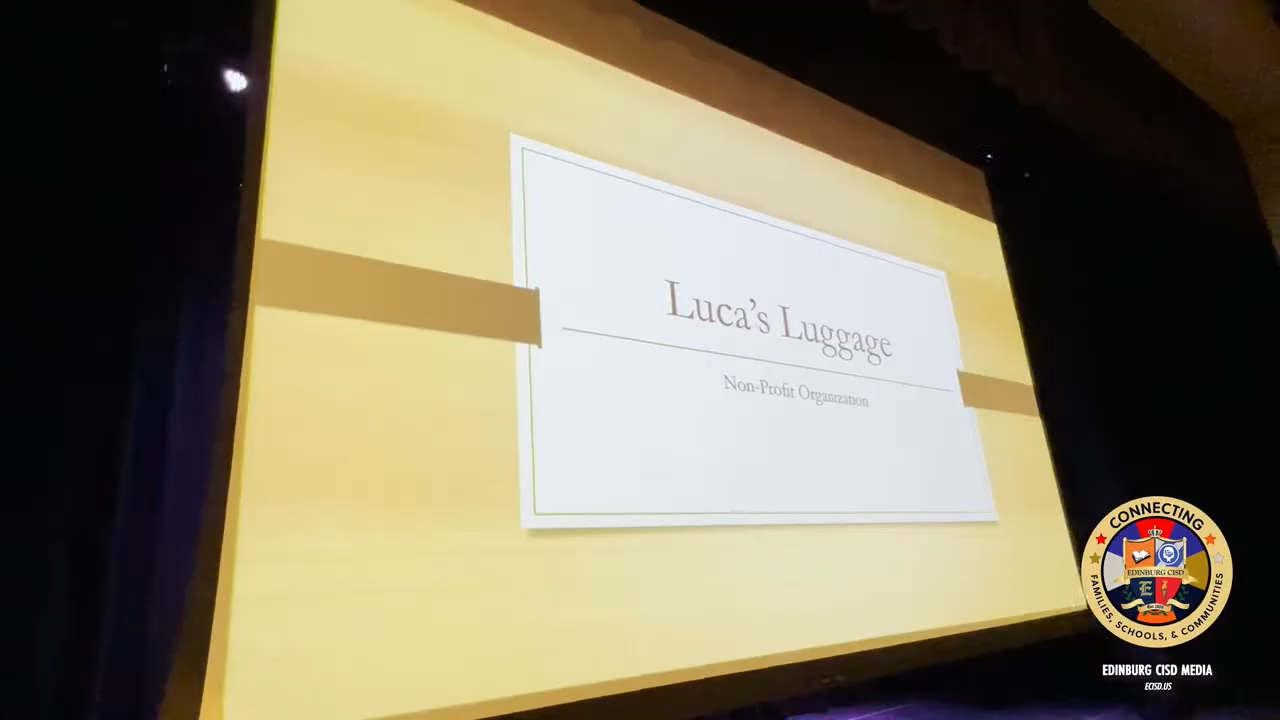 Luca's Luggage
Non-Profit Organization
CONNECTING
EDINBURG CISD
E
FAMILIES, SCHOOLS, & COMMUNITIES
EDINBURG CISD MEDIA
ECISD.US